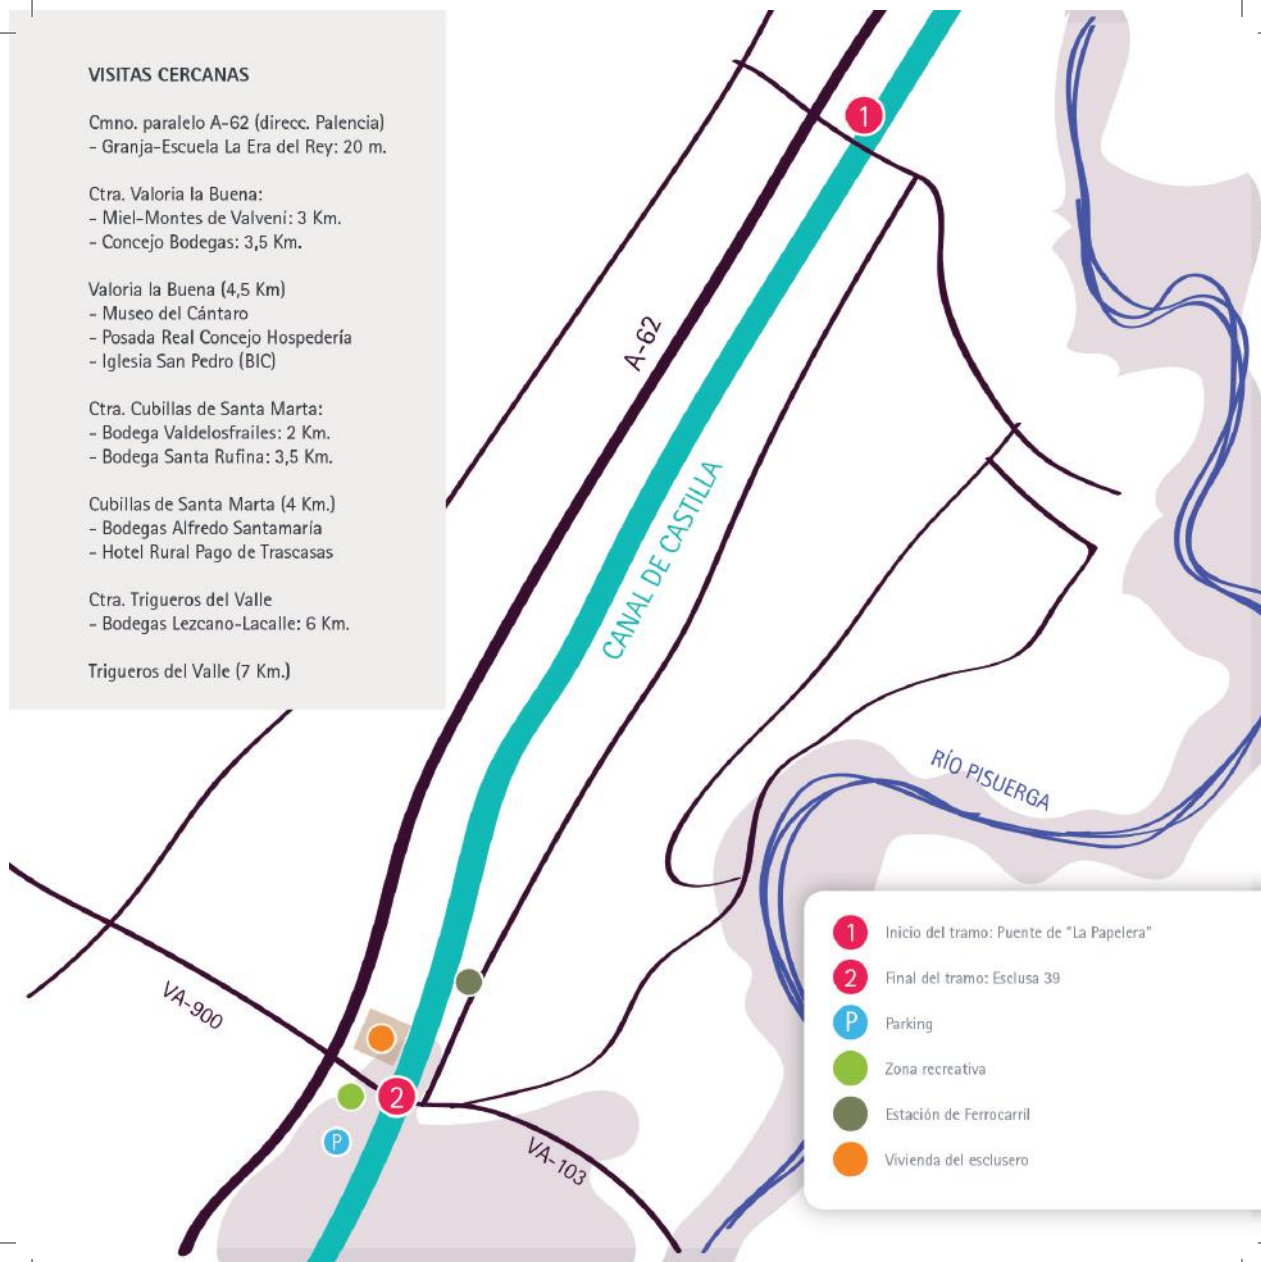 VISITAS CERCANAS
Cmno. paralelo A-62 (direcc. Palencia)
- Granja-Escuela La Era del Rey: 20 m.
Ctra. Valoria la Buena:
- Miel-Montes de Valvení: 3 Km.
- Concejo Bodegas: 3,5 Km.
Valoria la Buena (4,5 Km)
- Museo del Cántaro
- Posada Real Concejo Hospedería
- Iglesia San Pedro (BIC)
Ctra. Cubillas de Santa Marta:
- Bodega Valdelosfrailes: 2 Km.
- Bodega Santa Rufina: 3,5 Km.
Cubillas de Santa Marta (4 Km.)
- Bodegas Alfredo Santamaría
- Hotel Rural Pago de Trascasas
Ctra. Trigueros del Valle
- Bodegas Lezcano-Lacalle: 6 Km.
Trigueros del Valle (7 Km.)
1
A-62
CANAL DE CASTILLA
RÍO PISUERGA
VA-900
2
P
VA-103
1 Inicio del tramo: Puente de "La Papelera"
2 Final del tramo: Esclusa 39
P Parking
Zona recreativa
Estación de Ferrocarril
Vivienda del esclusero